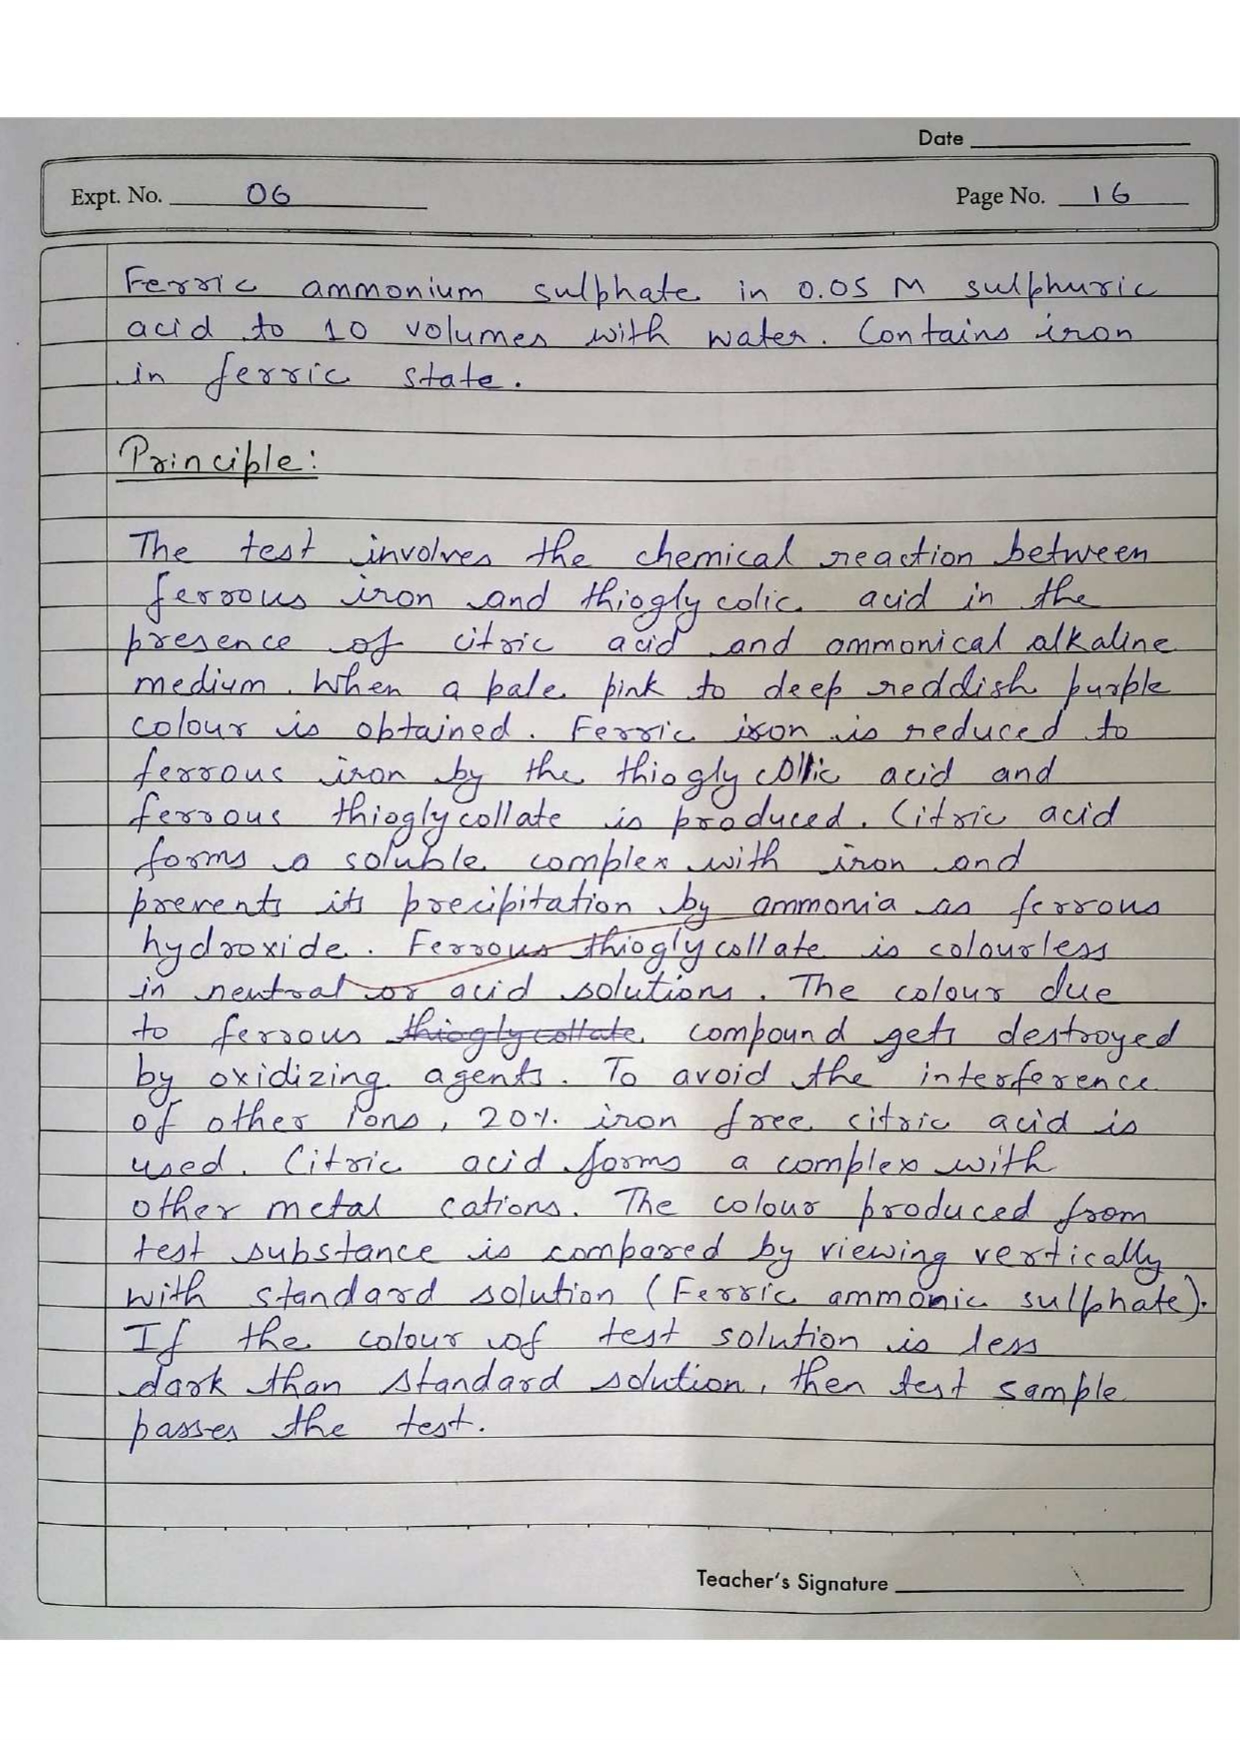 Date
Expt. No. 06
Page No. 16
Ferric ammonium sulphate in 0.05 M sulphuric
acid to 10 volumes with water. Contains iron
in ferric state.
Principle:
The test involves the chemical reaction between
ferrous iron and thioglycolic acid in the
presence of citric acid and ammonical alkaline
medium. When a pale pink to deep reddish purple
colour is obtained. Ferric iron is reduced to
ferrous iron by the thioglycollic acid and
ferrous thioglycollate is produced. Citric acid
forms a soluble complex with iron and
prevents its precipitation by ammonia as ferrous
hydroxide. Ferrous thioglycollate is colourless
in neutral or acid solutions. The colour due
to ferrous thioglycollate compound gets destroyed
by oxidizing agents. To avoid the interference
of other ions, 20% iron free citric acid is
used. Citric acid forms a complex with
other metal cations. The colour produced from
test substance is compared by viewing vertically
with standard solution (Ferric ammonic sulphate).
If the colour of test solution is less
dark than standard solution, then test sample
passes the test.
Teacher's Signature